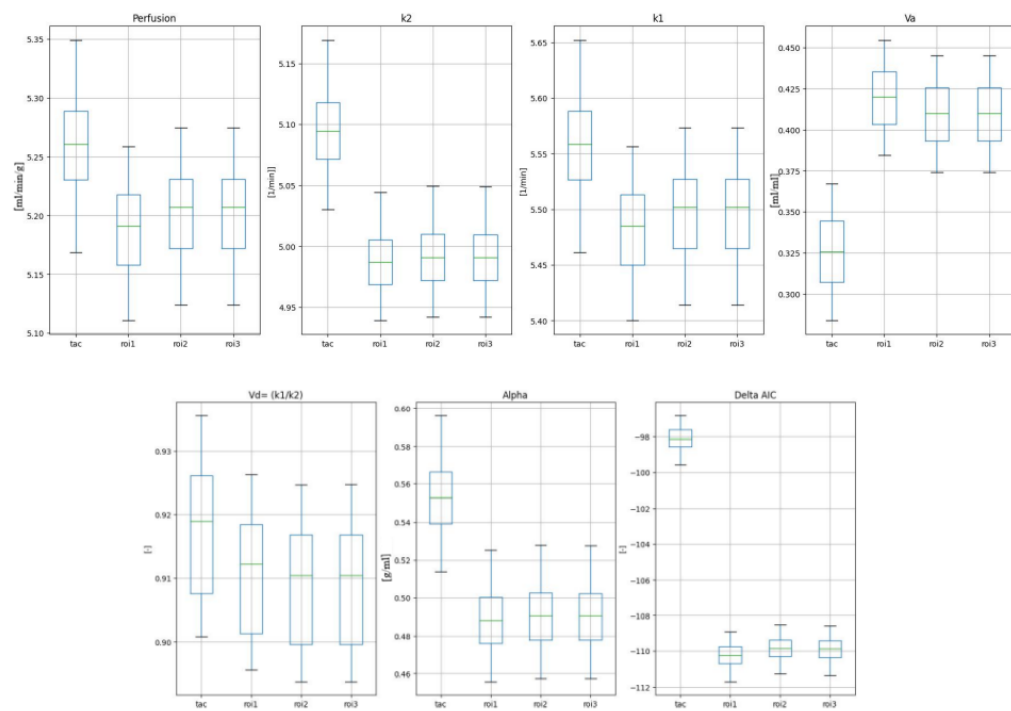 Perfusion
[ml/min/g]
5.35
5.30
5.25
5.20
5.15
5.10
tac roi1 roi2 roi3
k2
[1/min]]
5.15
5.10
5.05
5.00
4.95
tac roi1 roi2 roi3
k1
[1/min]
5.65
5.60
5.55
5.50
5.45
5.40
tac roi1 roi2 roi3
Va
[ml/ml]
0.450
0.425
0.400
0.375
0.350
0.325
0.300
tac roi1 roi2 roi3
Vd= (k1/k2)
[-]
0.93
0.92
0.91
0.90
tac roi1 roi2 roi3
Alpha
[g/ml]
0.60
0.58
0.56
0.54
0.52
0.50
0.48
0.46
tac roi1 roi2 roi3
Delta AIC
[-]
−98
−100
−102
−104
−106
−108
−110
−112
tac roi1 roi2 roi3